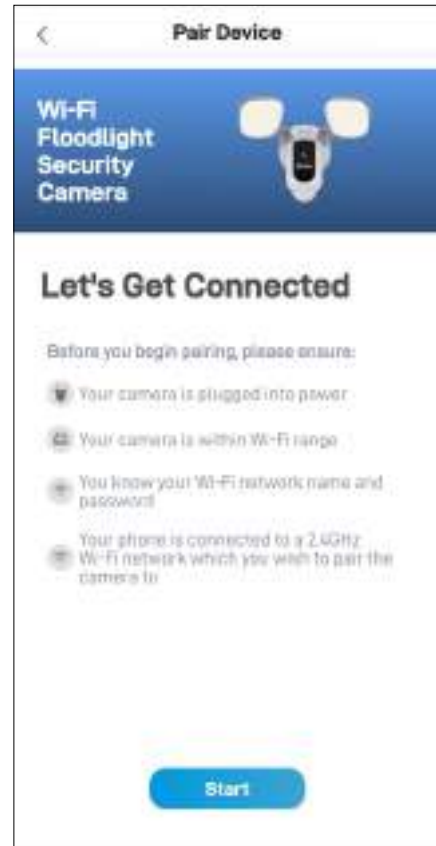 Pair Device
Wi-Fi
Floodlight
Security
Camera
Let's Get Connected
Before you begin pairing, please ensure:
Your camera is plugged into power
Your camera is within Wi-Fi range
You know your Wi-Fi network name and
password
Your phone is connected to a 2.4GHz
Wi-Fi network which you wish to pair the
camera to
Start